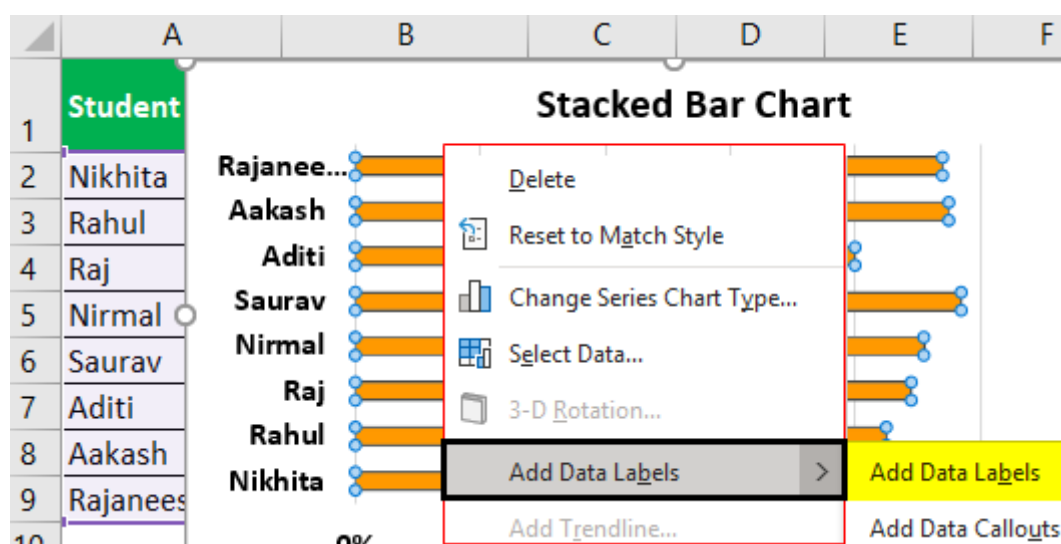 A B C D E F
1 Student
Stacked Bar Chart
2 Nikhita
3 Rahul
4 Raj
5 Nirmal
6 Saurav
7 Aditi
8 Aakash
9 Rajanees
10
Rajanee...
Aakash
Aditi
Saurav
Nirmal
Raj
Rahul
Nikhita
0%
Delete
Reset to Match Style
Change Series Chart Type...
Select Data...
3-D Rotation...
Add Data Labels >
Add Trendline...
Add Data Labels
Add Data Callouts